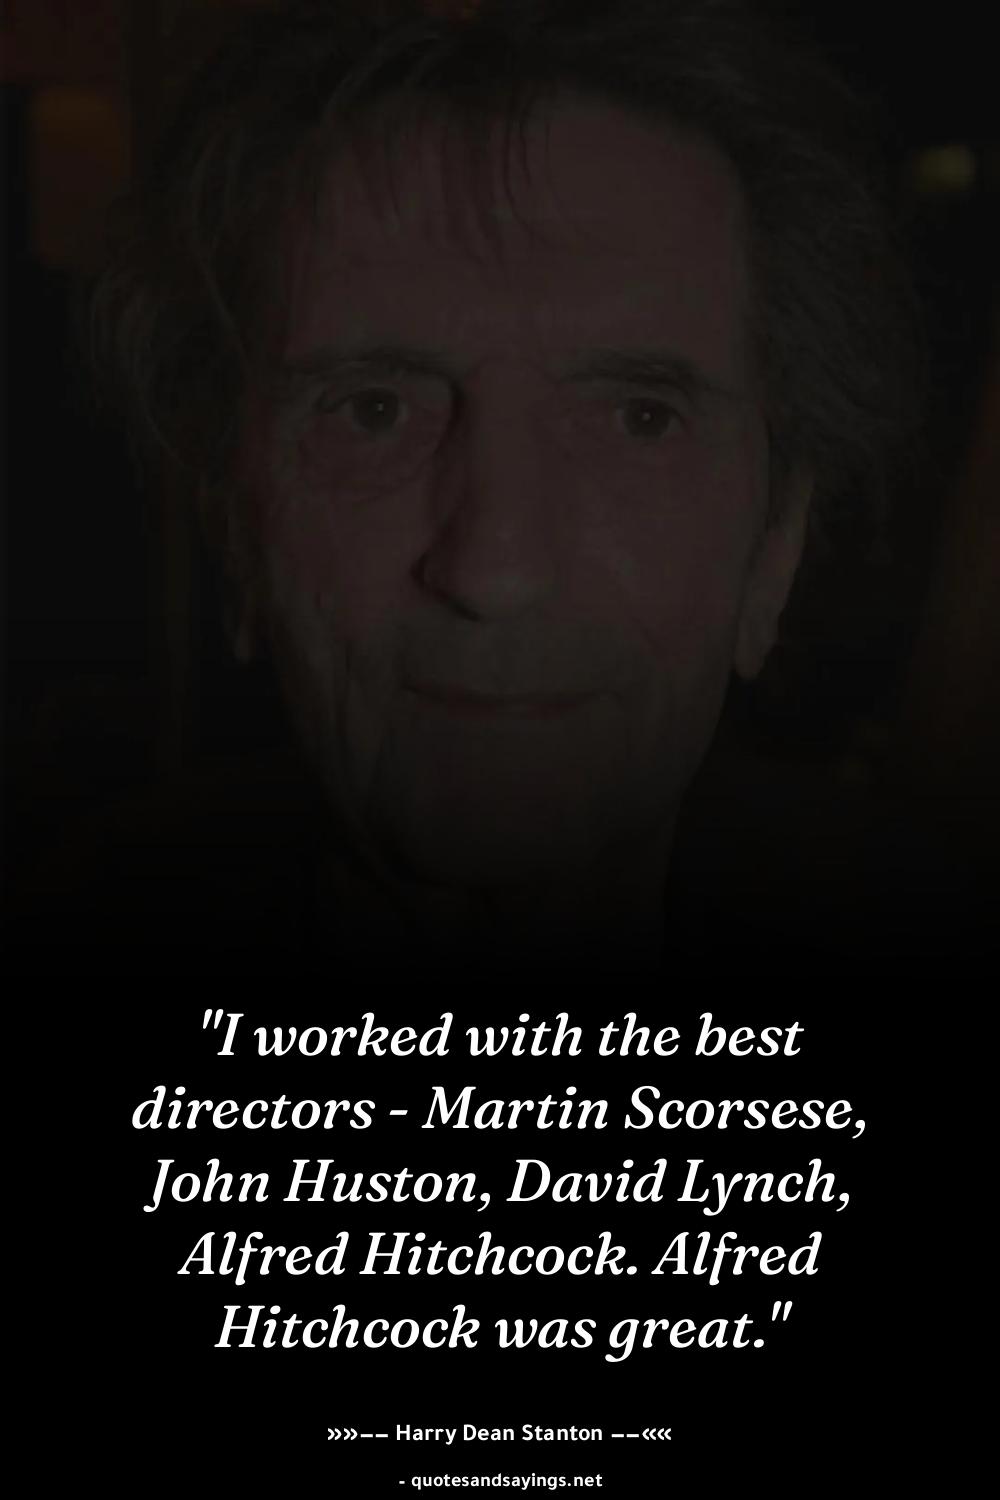 "I worked with the best
directors - Martin Scorsese,
John Huston, David Lynch,
Alfred Hitchcock. Alfred
Hitchcock was great."
»»−− Harry Dean Stanton −−««
- quotesandsayings.net